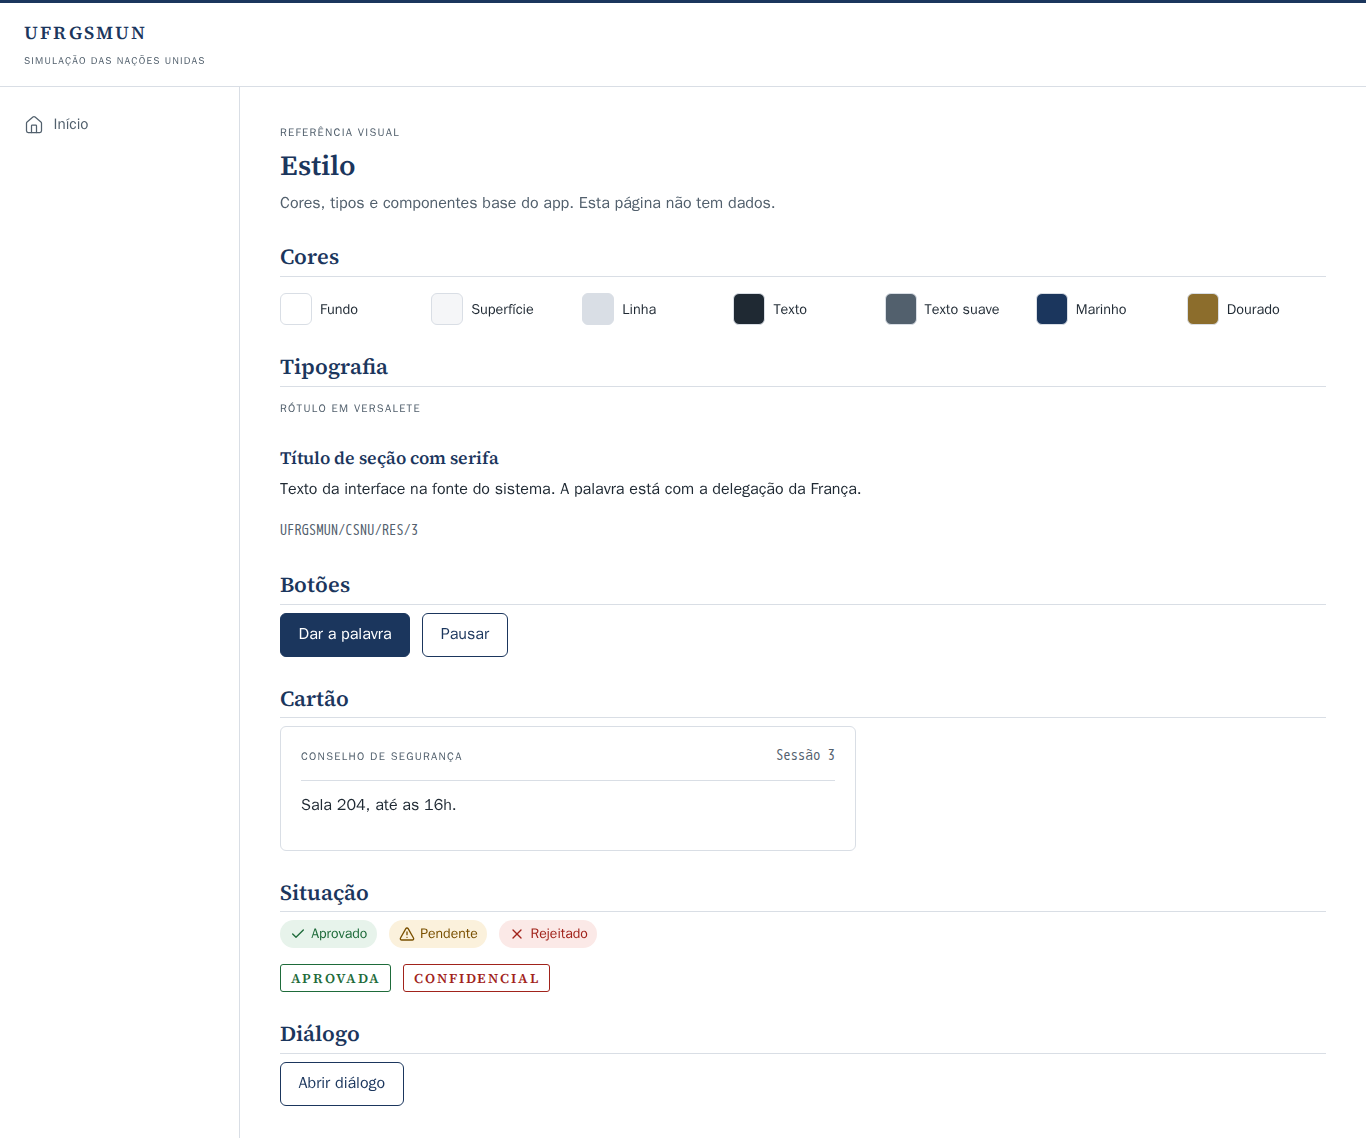 UFRGSMUN
SIMULAÇÃO DAS NAÇÕES UNIDAS
Início
REFERÊNCIA VISUAL
Estilo
Cores, tipos e componentes base do app. Esta página não tem dados.
Cores
Fundo Superfície Linha Texto Texto suave Marinho Dourado
Tipografia
RÓTULO EM VERSALETE
Título de seção com serifa
Texto da interface na fonte do sistema. A palavra está com a delegação da França.
UFRGSMUN/CSNU/RES/3
Botões
Dar a palavra Pausar
Cartão
CONSELHO DE SEGURANÇA Sessão 3
Sala 204, até as 16h.
Situação
Aprovado Pendente Rejeitado
APROVADA CONFIDENCIAL
Diálogo
Abrir diálogo